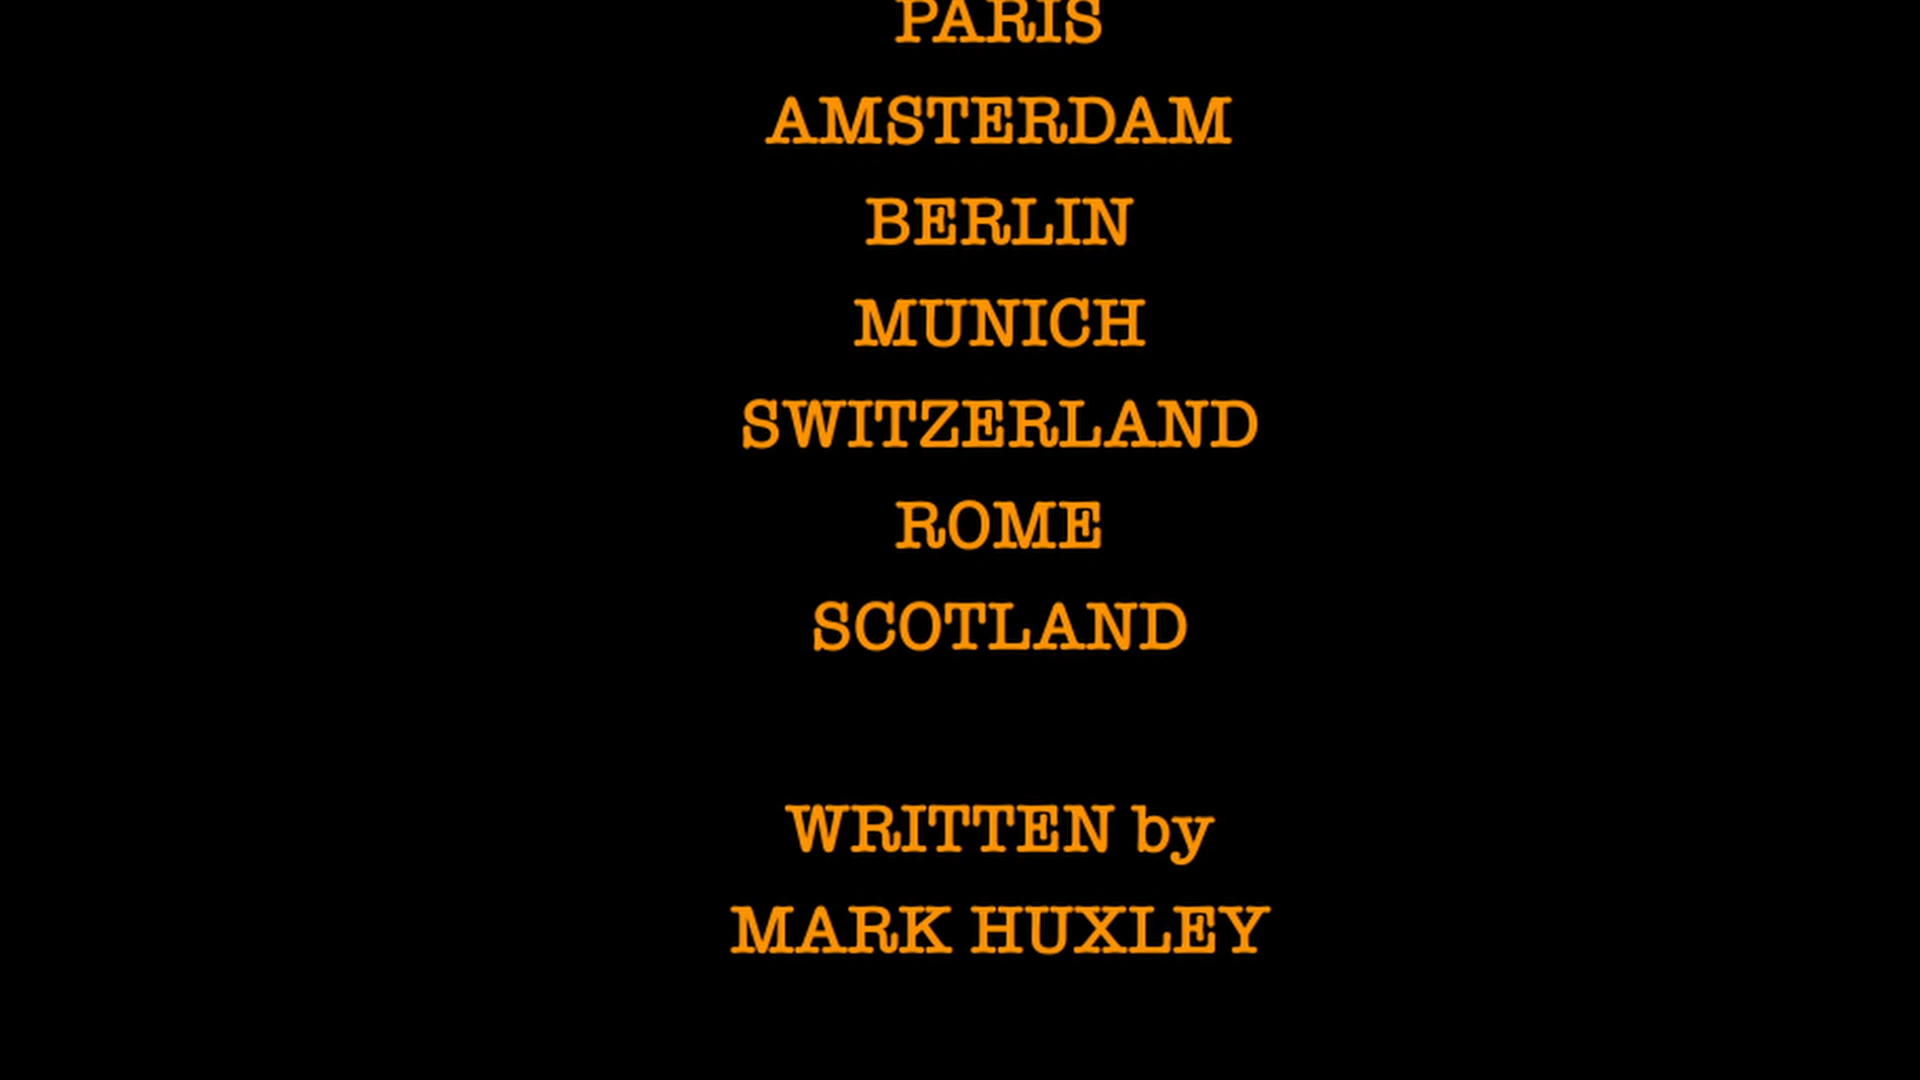 PARIS
AMSTERDAM
BERLIN
MUNICH
SWITZERLAND
ROME
SCOTLAND
WRITTEN by
MARK HUXLEY